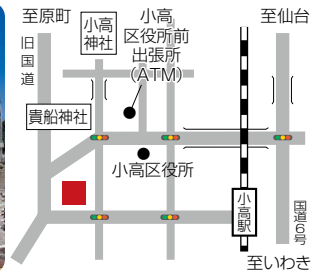 至原町
小高
神社
小高
区役所前
出張所
(ATM)
至仙台
旧国道
貴船神社
小高区役所
小高駅
国道6号
至いわき